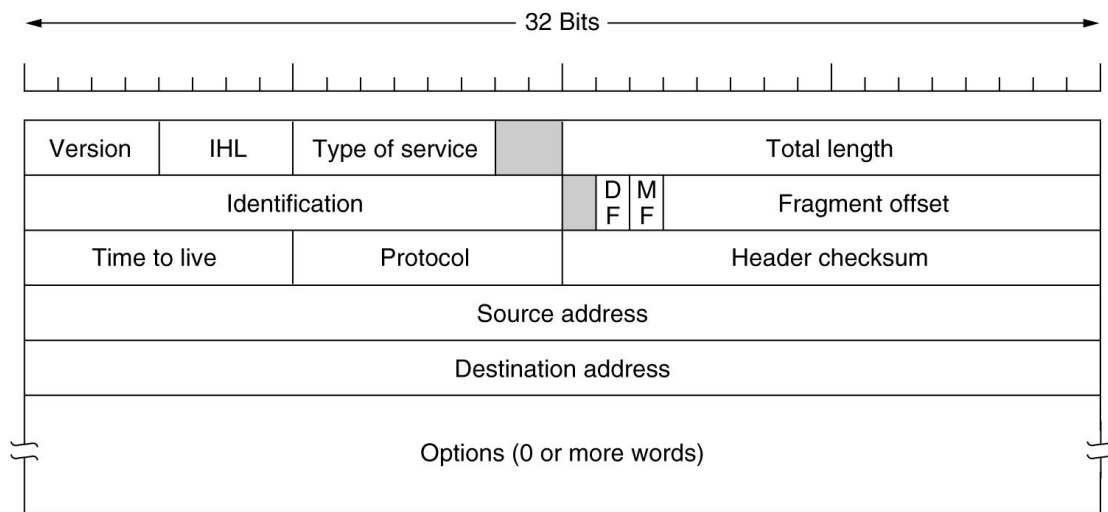 32 Bits
Version IHL Type of service Total length
Identification D F M F Fragment offset
Time to live Protocol Header checksum
Source address
Destination address
Options (0 or more words)